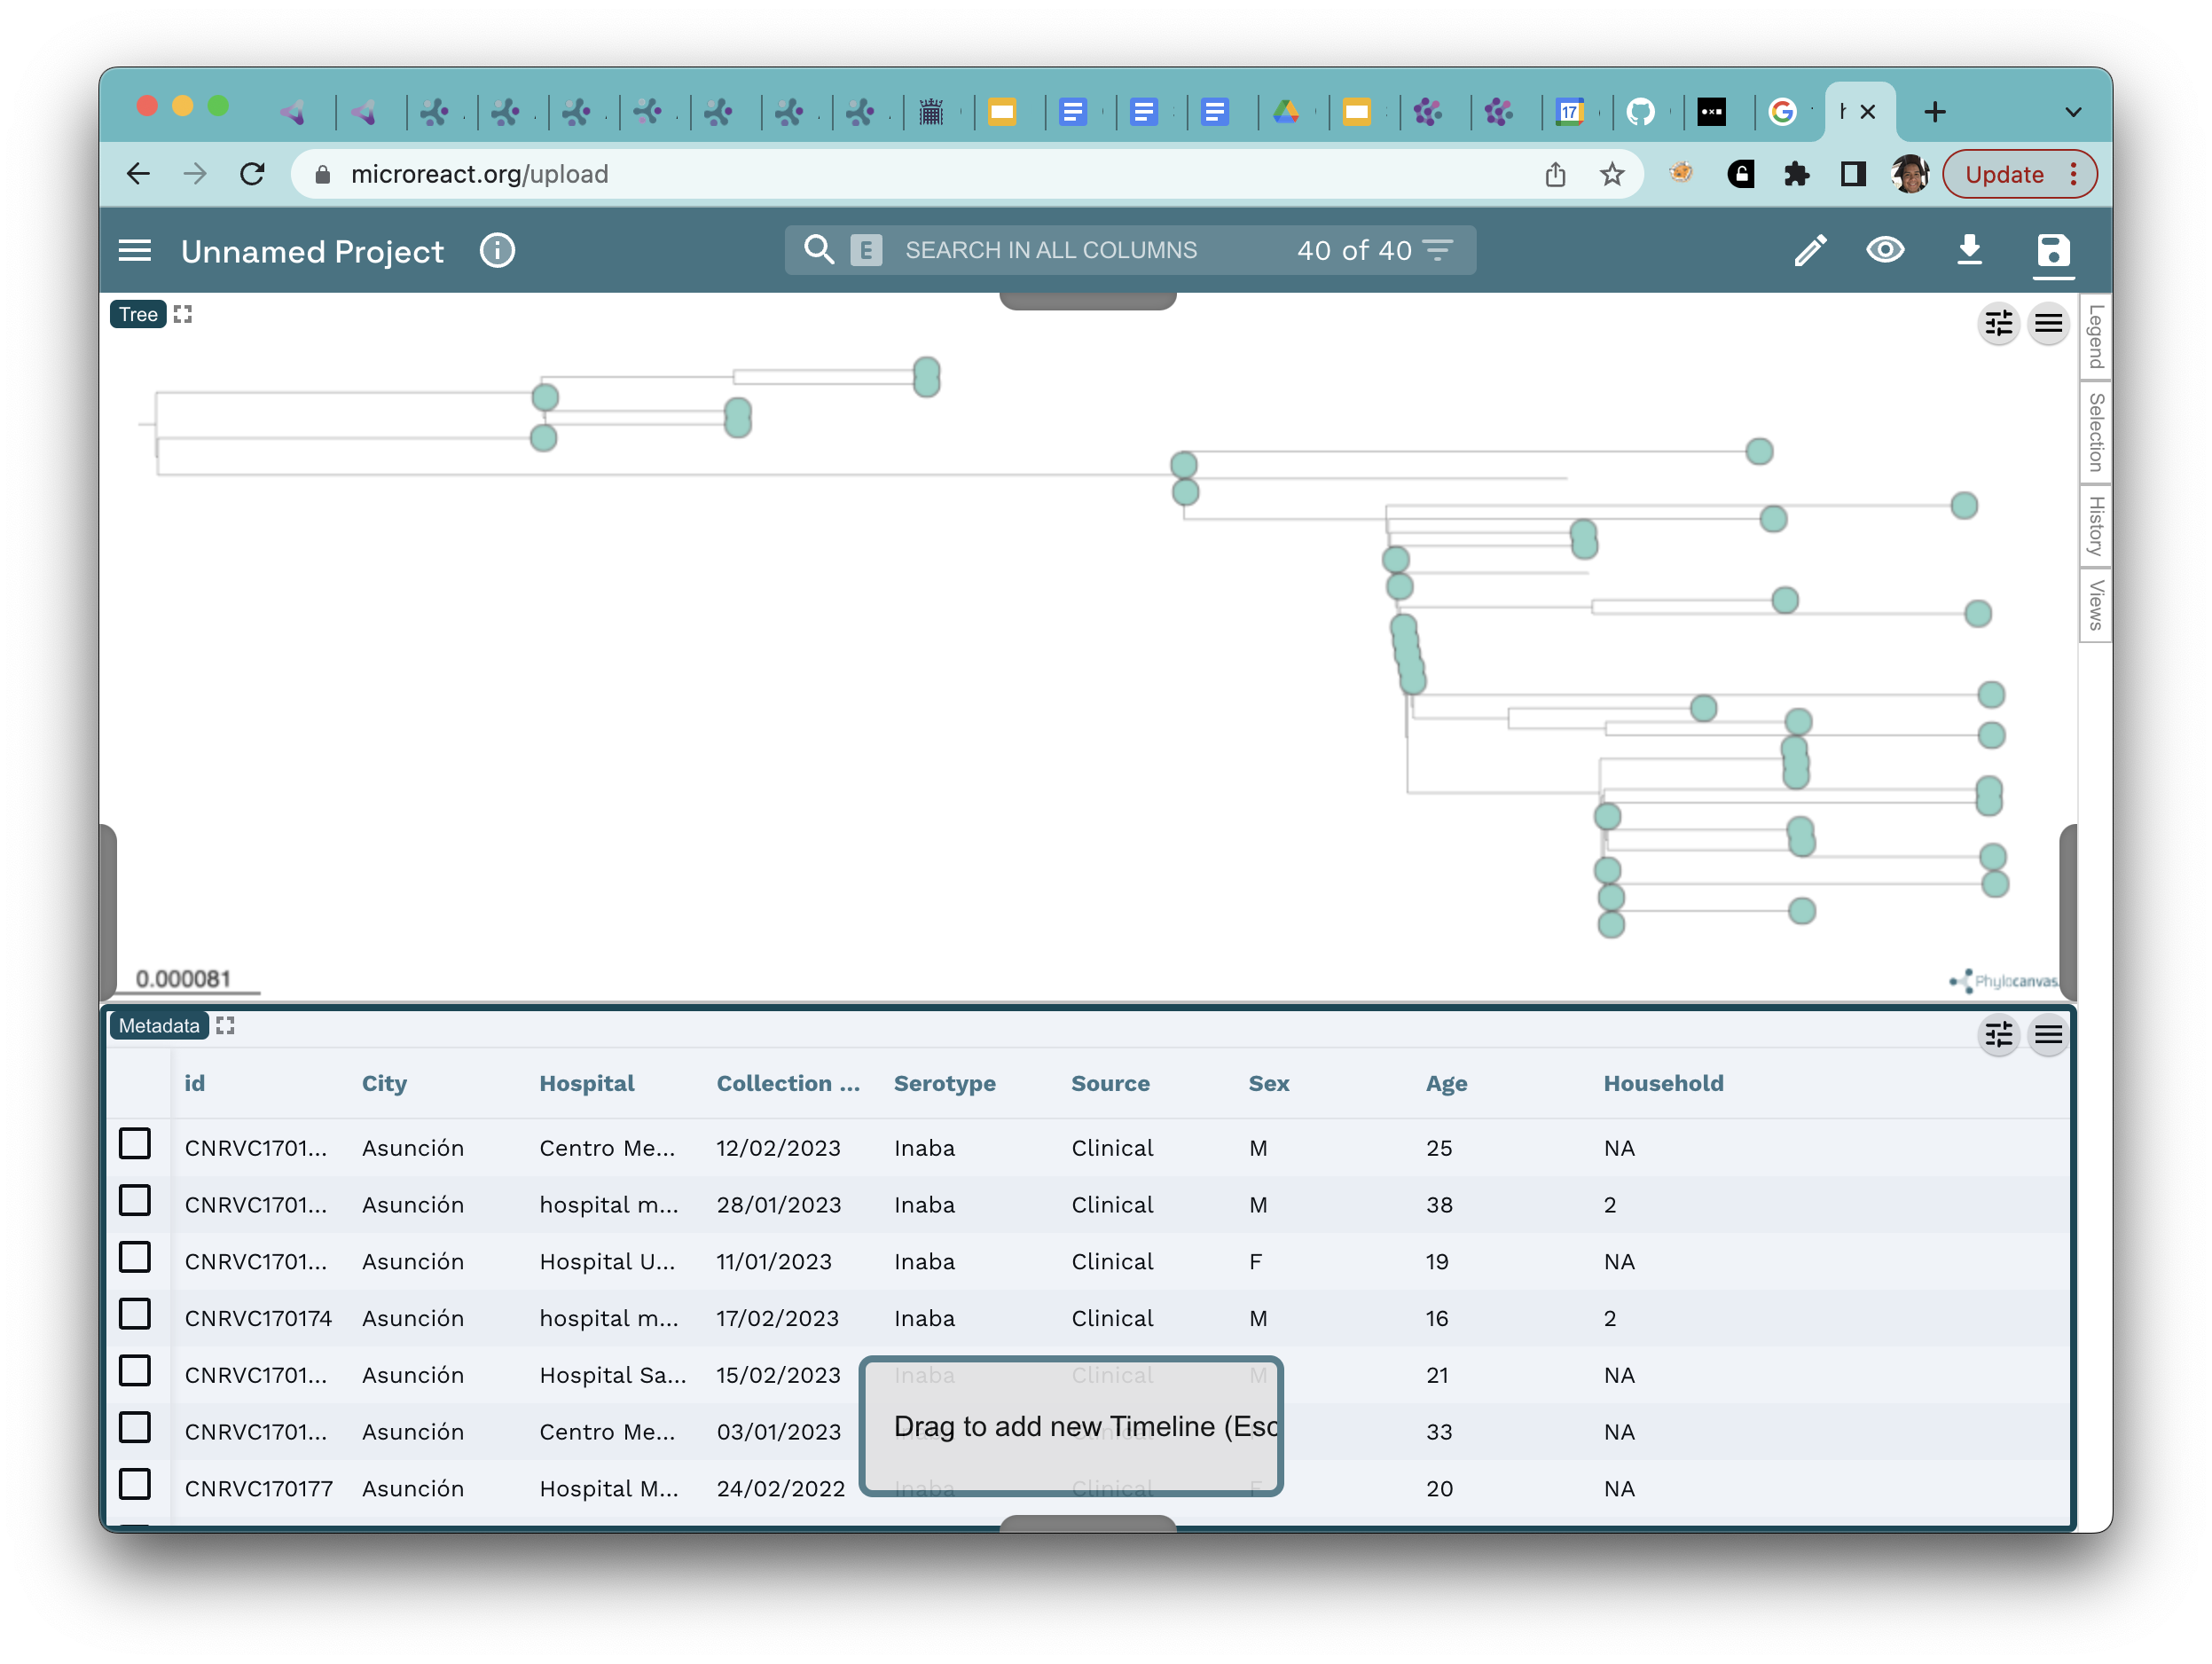 microreact.org/upload
Update
Unnamed Project
E SEARCH IN ALL COLUMNS 40 of 40
Tree
Legend
Selection
History
Views
0.000081
Phylocanvas
Metadata
id City Hospital Collection ... Serotype Source Sex Age Household
CNRVC1701... Asunción Centro Me... 12/02/2023 Inaba Clinical M 25 NA
CNRVC1701... Asunción hospital m... 28/01/2023 Inaba Clinical M 38 2
CNRVC1701... Asunción Hospital U... 11/01/2023 Inaba Clinical F 19 NA
CNRVC170174 Asunción hospital m... 17/02/2023 Inaba Clinical M 16 2
CNRVC1701... Asunción Hospital Sa... 15/02/2023 Inaba Clinical M 21 NA
CNRVC1701... Asunción Centro Me... 03/01/2023 33 NA
Drag to add new Timeline (Esc
CNRVC170177 Asunción Hospital M... 24/02/2022 Inaba Clinical F 20 NA